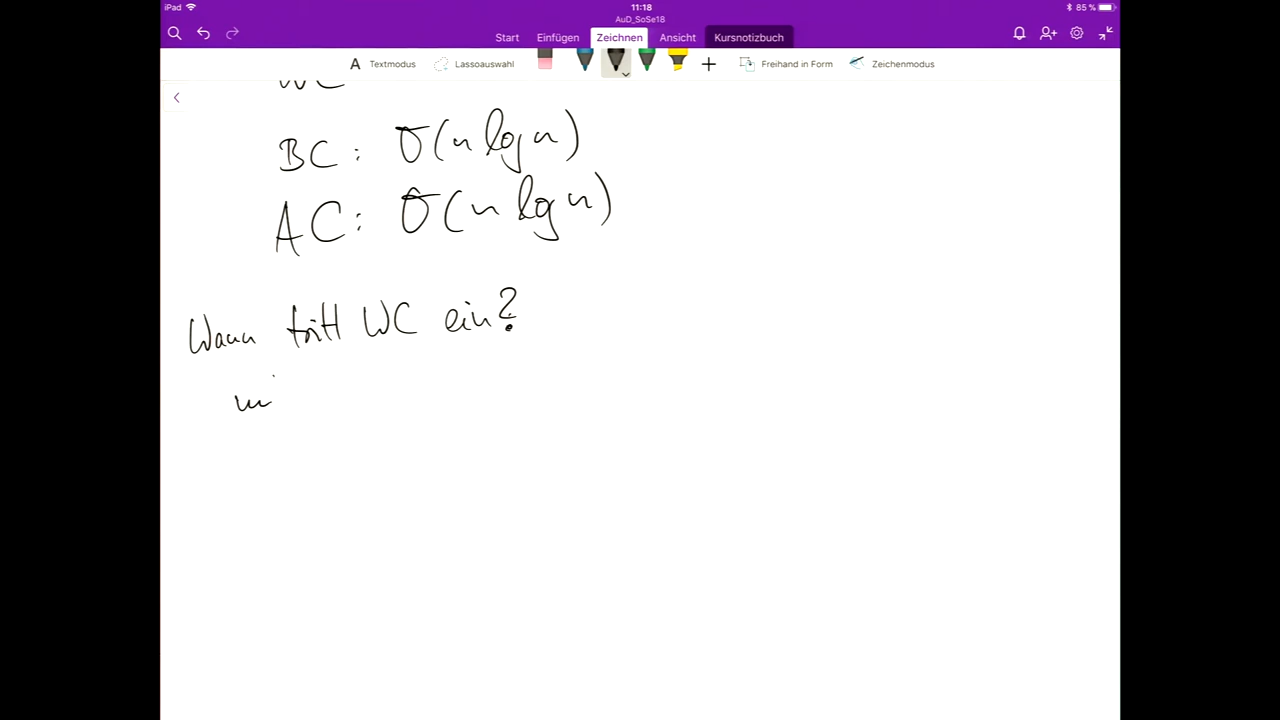 iPad 11:18 85 %
AuD_SoSe18
Start Einfügen Zeichnen Ansicht Kursnotizbuch
A Textmodus Lassoauswahl Freihand in Form Zeichenmodus
WC
BC: O(n log n)
AC: O(n log n)
Wann tritt WC ein?